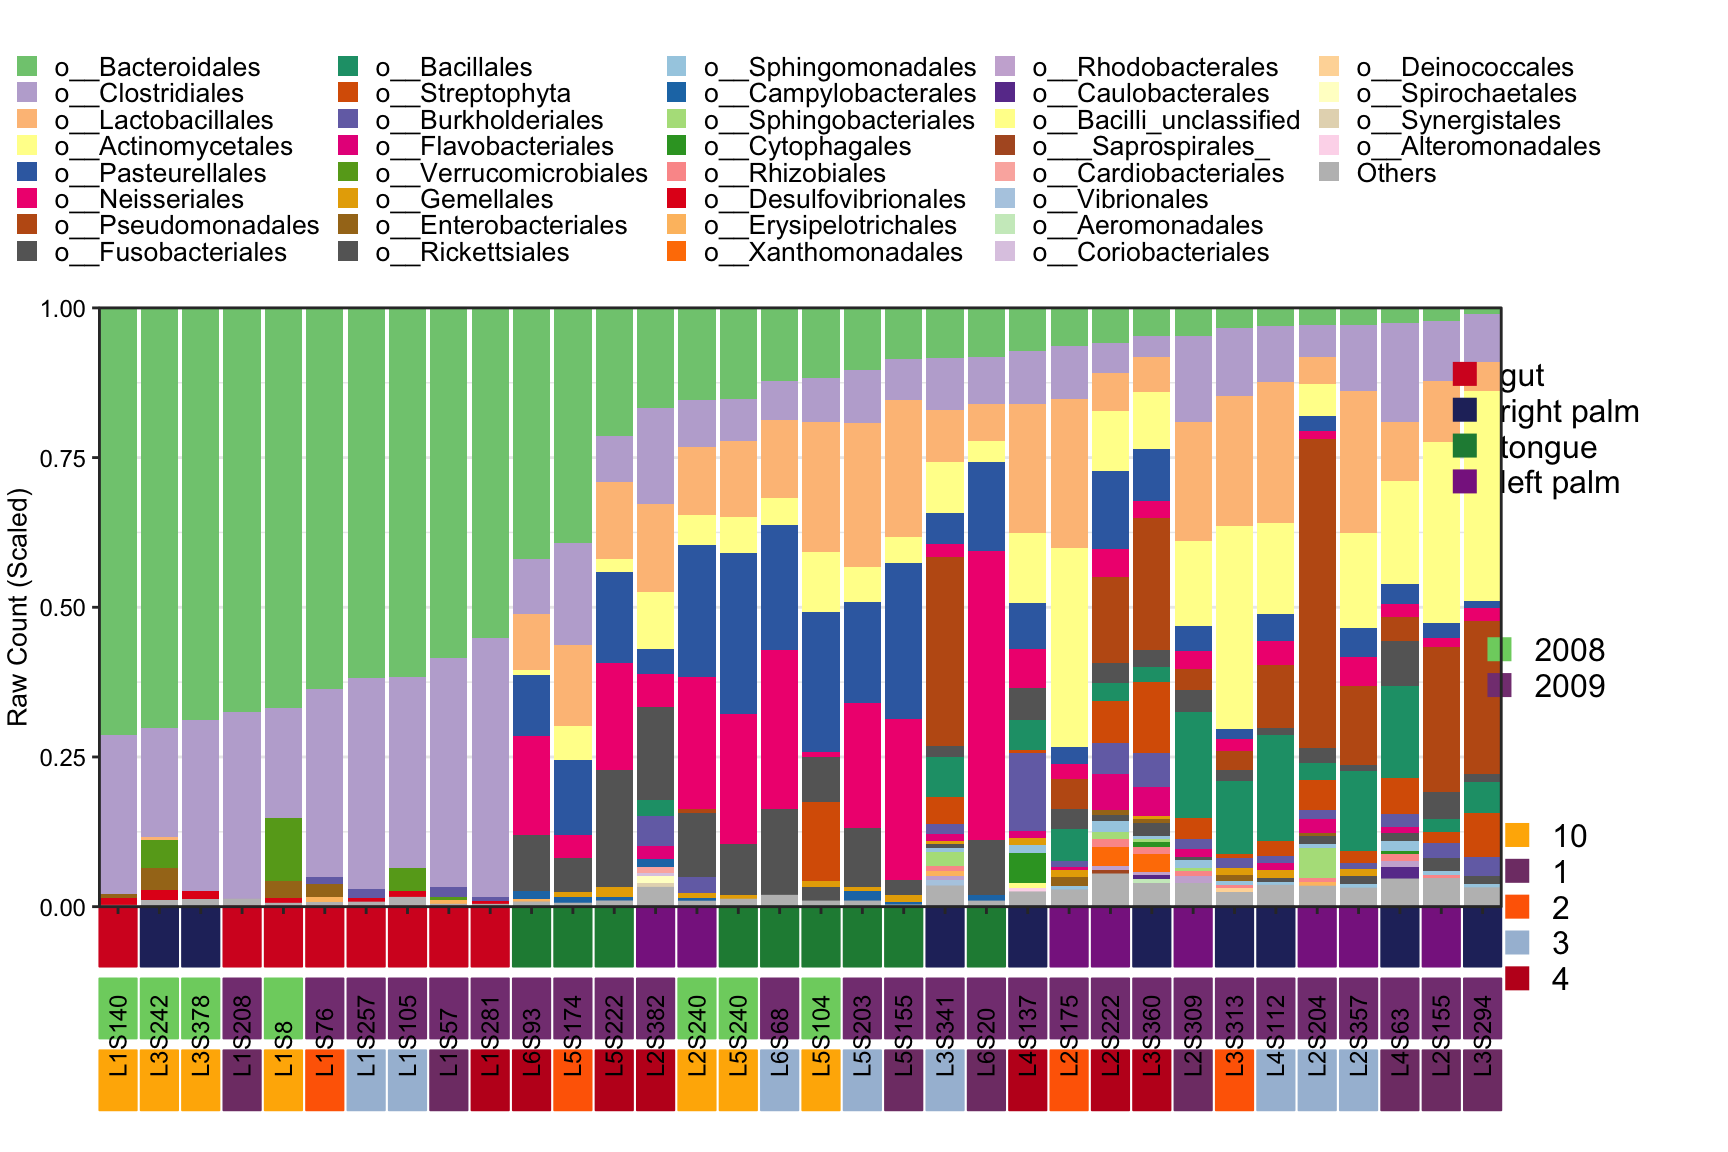 o__Bacteroidales o__Bacillales o__Sphingomonadales o__Rhodobacterales o__Deinococcales
o__Clostridiales o__Streptophyta o__Campylobacterales o__Caulobacterales o__Spirochaetales
o__Lactobacillales o__Burkholderiales o__Sphingobacteriales o__Bacilli_unclassified o__Synergistales
o__Actinomycetales o__Flavobacteriales o__Cytophagales o___Saprospirales_ o__Alteromonadales
o__Pasteurellales o__Verrucomicrobiales o__Rhizobiales o__Cardiobacteriales Others
o__Neisseriales o__Gemellales o__Desulfovibrionales o__Vibrionales
o__Pseudomonadales o__Enterobacteriales o__Erysipelotrichales o__Aeromonadales
o__Fusobacteriales o__Rickettsiales o__Xanthomonadales o__Coriobacteriales
Raw Count (Scaled)
1.00
0.75
0.50
0.25
0.00
gut
right palm
tongue
left palm
2008
2009
10
1
2
3
4
L1S140
L3S242
L3S378
L1S208
L1S8
L1S76
L1S257
L1S105
L1S57
L1S281
L6S93
L5S174
L5S222
L2S382
L2S240
L5S240
L6S68
L5S104
L5S203
L5S155
L3S341
L6S20
L4S137
L2S175
L2S222
L3S360
L2S309
L3S313
L4S112
L2S204
L2S357
L4S63
L2S155
L3S294